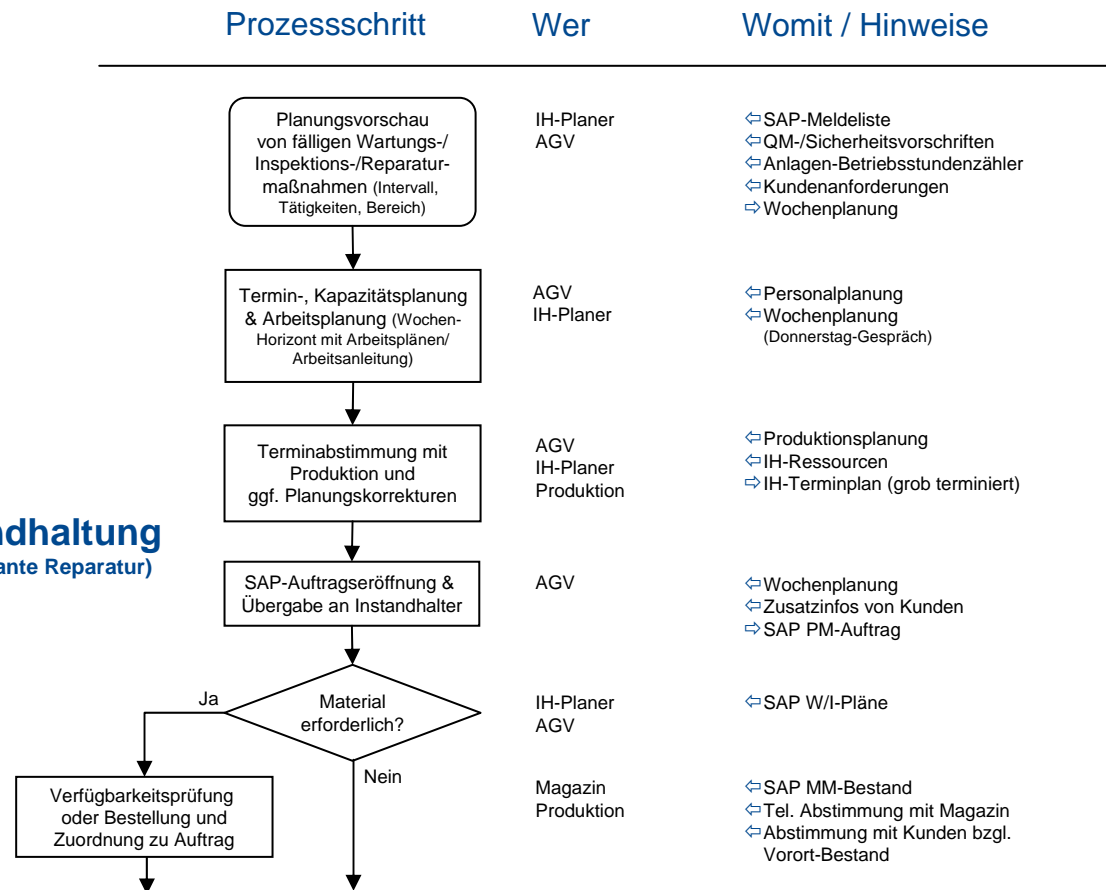 Prozessschritt
Wer
Womit / Hinweise
Planungsvorschau
von fälligen Wartungs-/
Inspektions-/Reparatur-
maßnahmen (Intervall,
Tätigkeiten, Bereich)
IH-Planer
AGV
⇦SAP-Meldeliste
⇦QM-/Sicherheitsvorschriften
⇦Anlagen-Betriebsstundenzähler
⇦Kundenanforderungen
⇨Wochenplanung
Termin-, Kapazitätsplanung
& Arbeitsplanung (Wochen-
Horizont mit Arbeitsplänen/
Arbeitsanleitung)
AGV
IH-Planer
⇦Personalplanung
⇦Wochenplanung
(Donnerstag-Gespräch)
Terminabstimmung mit
Produktion und
ggf. Planungskorrekturen
AGV
IH-Planer
Produktion
⇦Produktionsplanung
⇦IH-Ressourcen
⇨IH-Terminplan (grob terminiert)
ndhaltung
ante Reparatur)
SAP-Auftragseröffnung &
Übergabe an Instandhalter
AGV
⇦Wochenplanung
⇦Zusatzinfos von Kunden
⇨SAP PM-Auftrag
Ja
Material
erforderlich?
Nein
IH-Planer
AGV
⇦SAP W/I-Pläne
Verfügbarkeitsprüfung
oder Bestellung und
Zuordnung zu Auftrag
Magazin
Produktion
⇦SAP MM-Bestand
⇦Tel. Abstimmung mit Magazin
⇦Abstimmung mit Kunden bzgl.
Vorort-Bestand